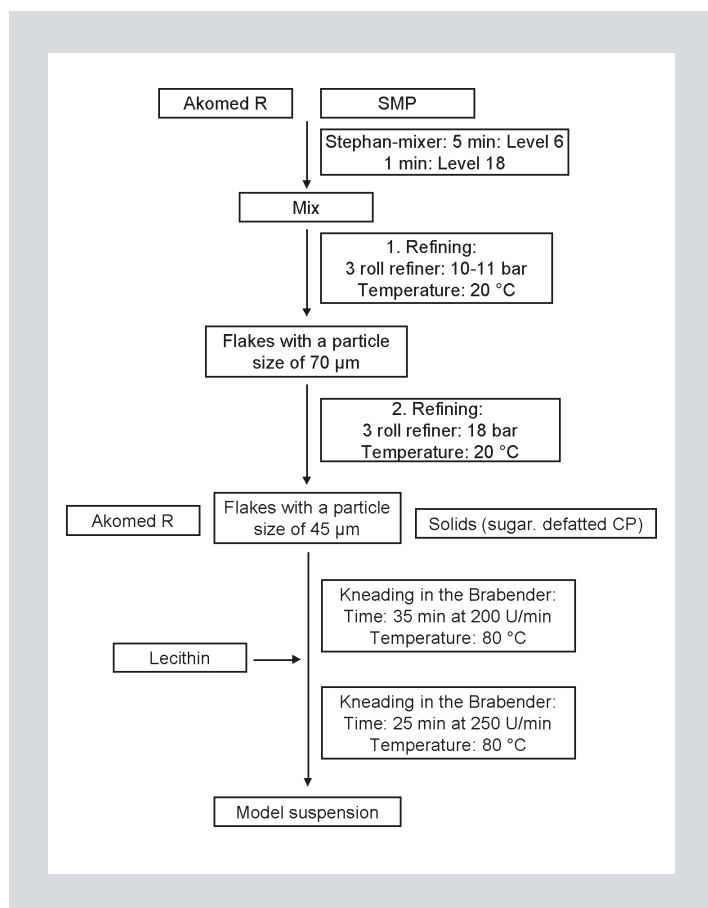 Akomed R
SMP
Stephan-mixer: 5 min: Level 6
1 min: Level 18
Mix
1. Refining:
3 roll refiner: 10-11 bar
Temperature: 20 °C
Flakes with a particle
size of 70 µm
2. Refining:
3 roll refiner: 18 bar
Temperature: 20 °C
Akomed R
Flakes with a particle
size of 45 µm
Solids (sugar. defatted CP)
Kneading in the Brabender:
Time: 35 min at 200 U/min
Temperature: 80 °C
Lecithin
Kneading in the Brabender:
Time: 25 min at 250 U/min
Temperature: 80 °C
Model suspension